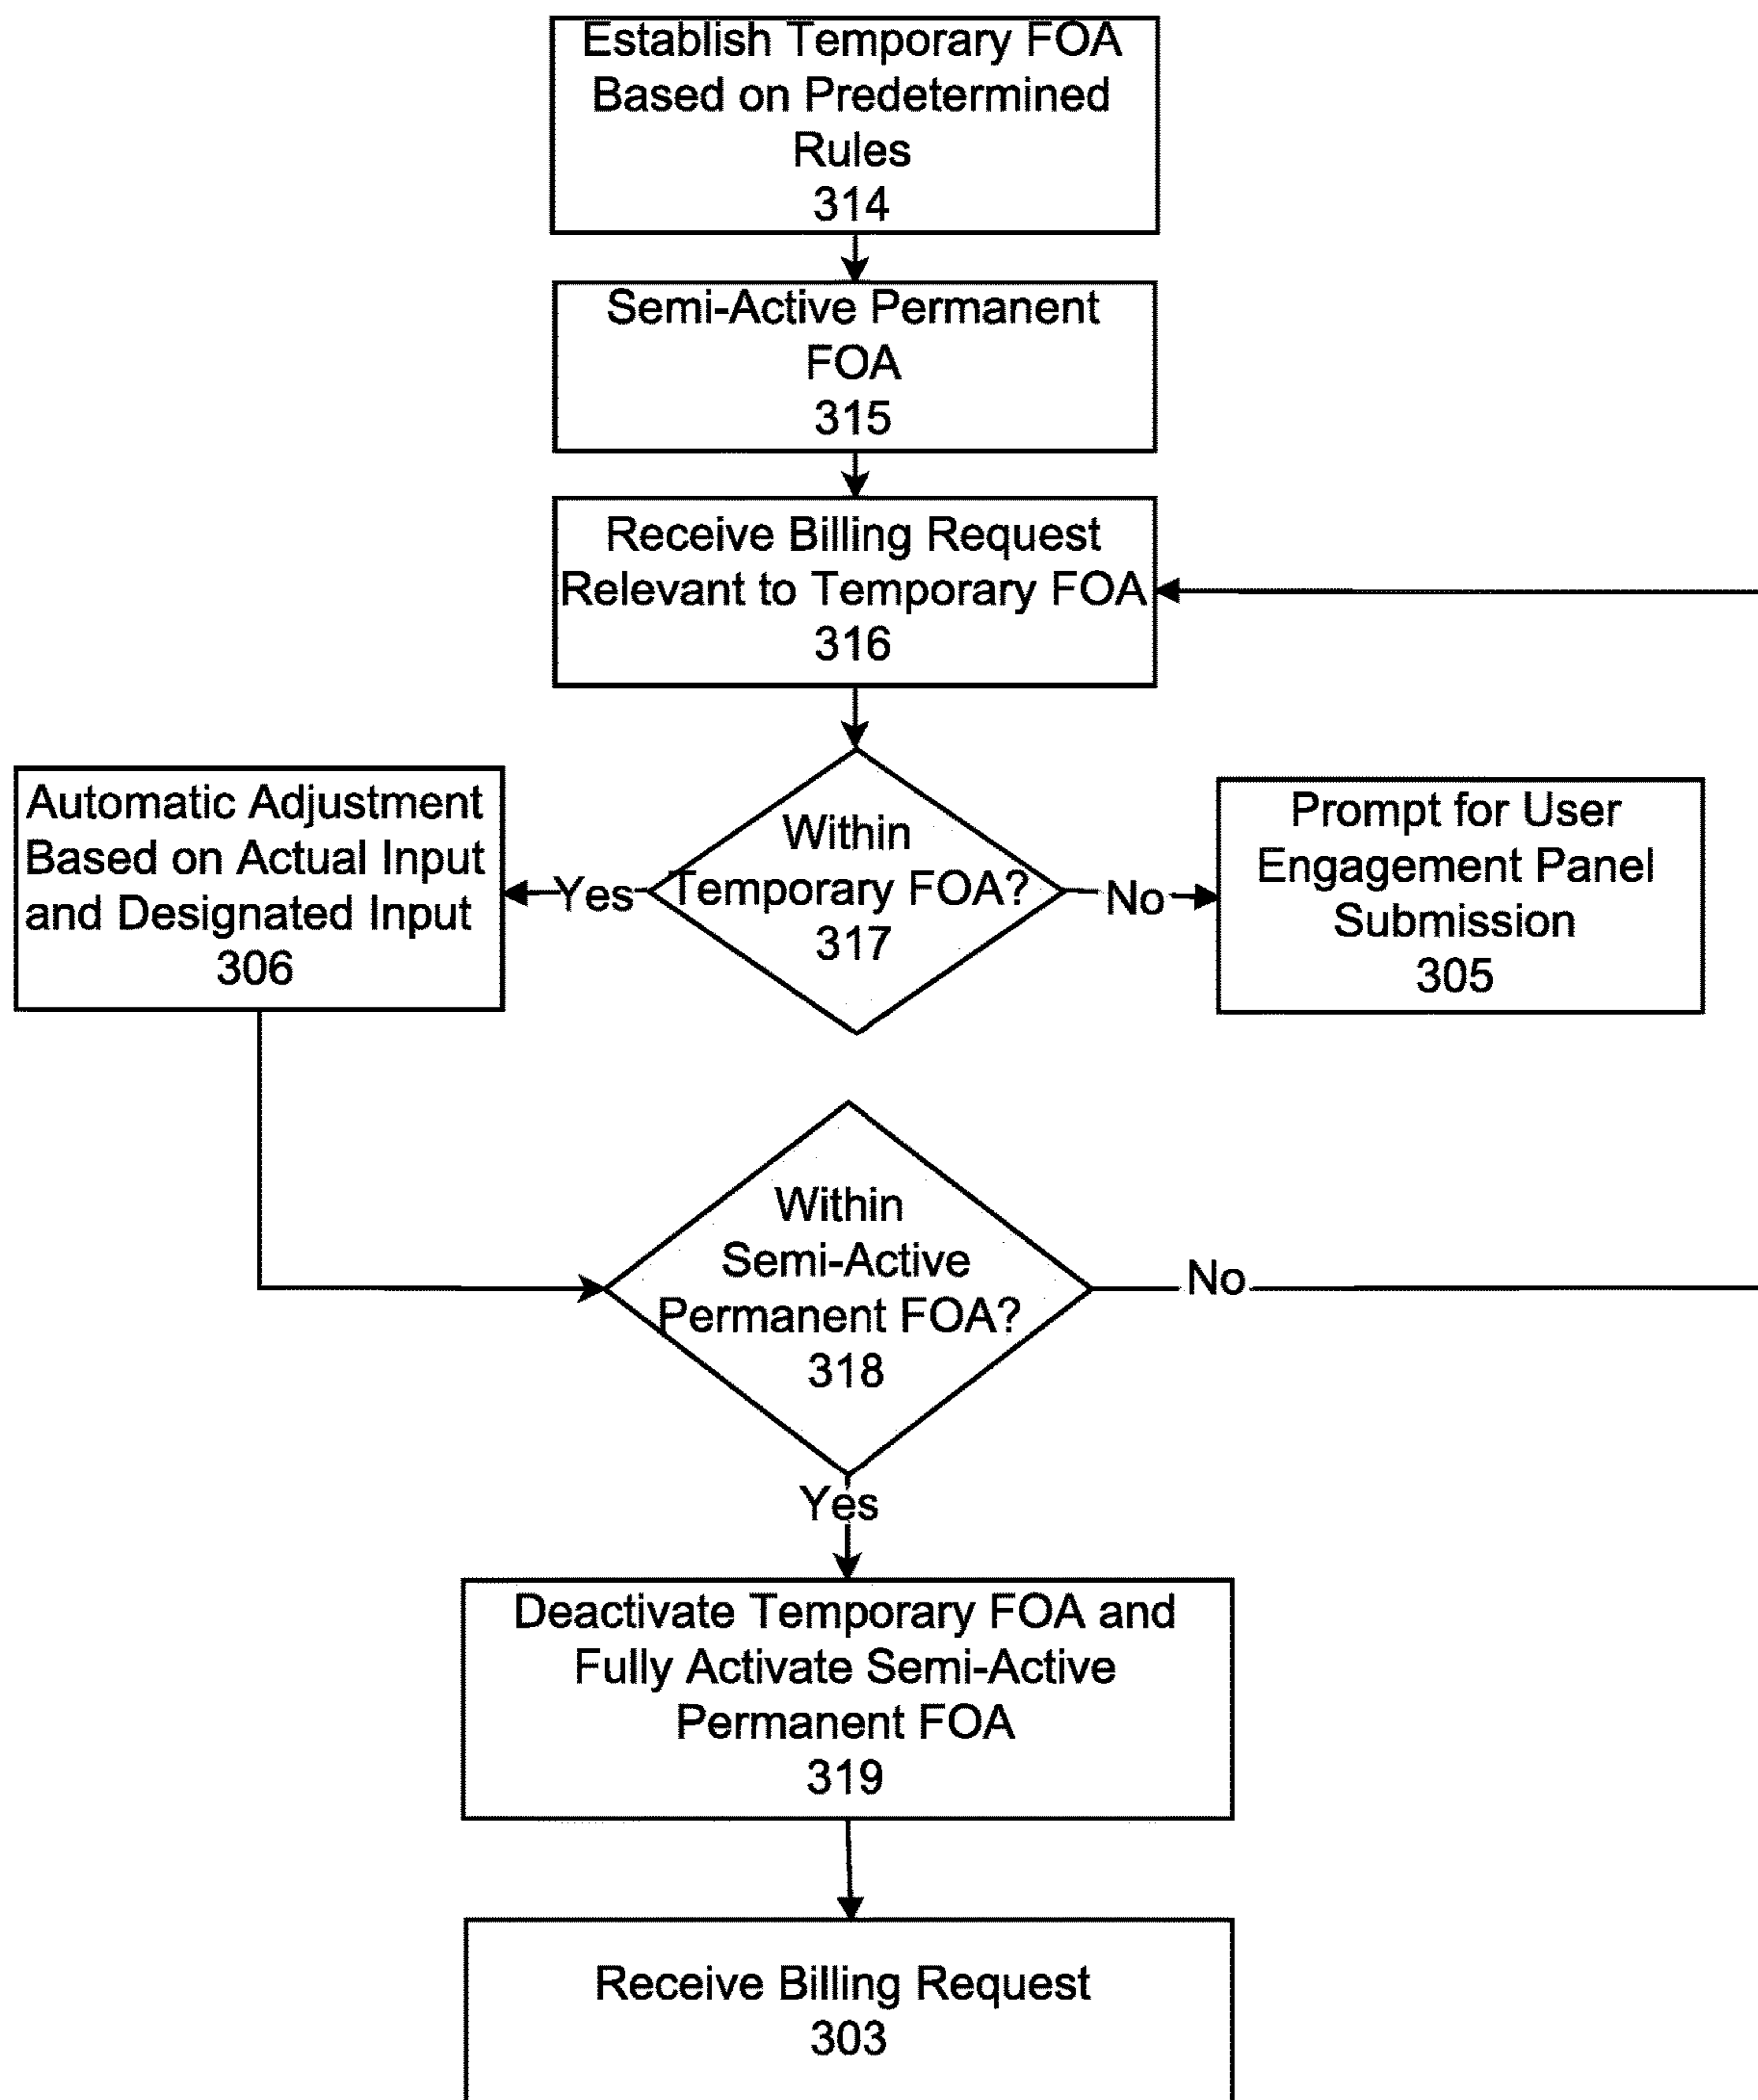 Establish Temporary FOA
Based on Predetermined
Rules
314
Semi-Active Permanent
FOA
315
Receive Billing Request
Relevant to Temporary FOA
316
Automatic Adjustment
Based on Actual Input
and Designated Input
306
Yes
Within
Temporary FOA?
317
No
Prompt for User
Engagement Panel
Submission
305
Within
Semi-Active
Permanent FOA?
318
No
Yes
Deactivate Temporary FOA and
Fully Activate Semi-Active
Permanent FOA
319
Receive Billing Request
303